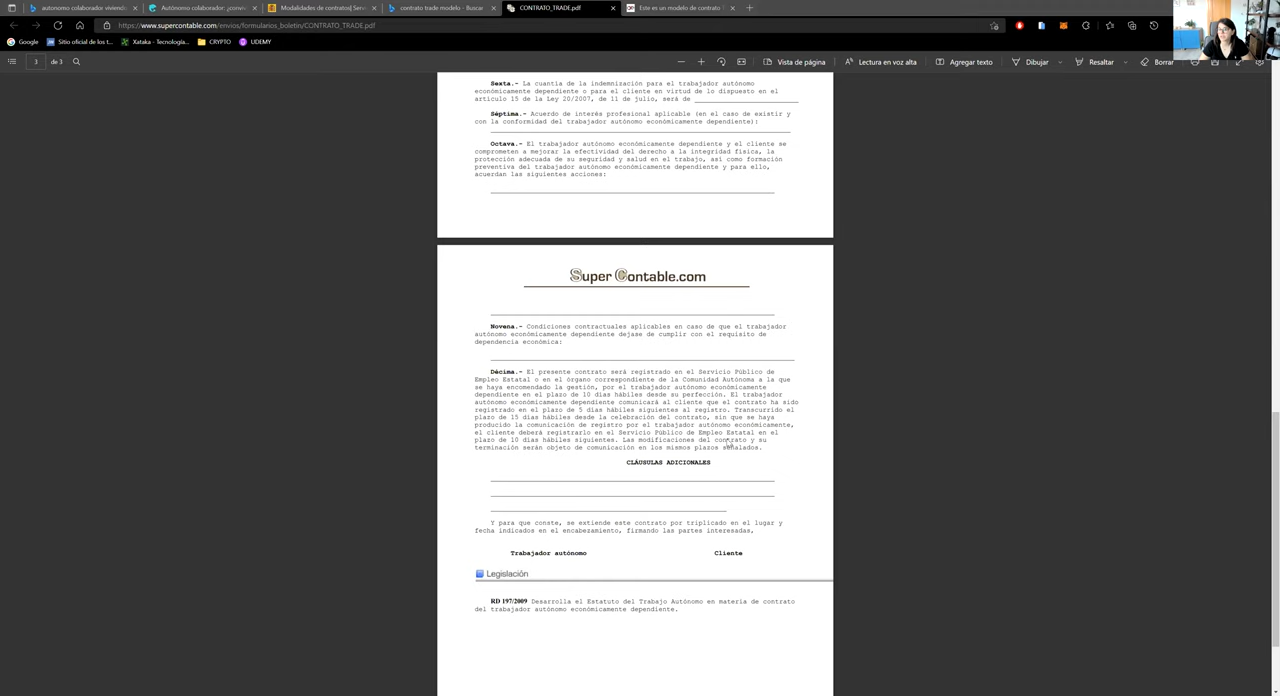 autonomo colaborador viviendo
Autónomo colaborador: ¿convie
Modalidades de contratos| Serv
contrato trade modelo - Buscar
CONTRATO_TRADE.pdf
Este es un modelo de contrato
https://www.supercontable.com/envios/formularios_boletin/CONTRATO_TRADE.pdf
Google
Sitio oficial de los t...
Xataka - Tecnología...
CRYPTO
UDEMY
3 de 3
Vista de página
Lectura en voz alta
Agregar texto
Dibujar
Resaltar
Borrar
Sexta.- La cuantía de la indemnización para el trabajador autónomo
económicamente dependiente o para el cliente en virtud de lo dispuesto en el
artículo 15 de la Ley 20/2007, de 11 de julio, será de
Séptima.- Acuerdo de interés profesional aplicable (en el caso de existir y
con la conformidad del trabajador autónomo económicamente dependiente):
Octava.- El trabajador autónomo económicamente dependiente y el cliente se
comprometen a mejorar la efectividad del derecho a la integridad física, la
protección adecuada de su seguridad y salud en el trabajo, así como formación
preventiva del trabajador autónomo económicamente dependiente y para ello,
acuerdan las siguientes acciones:
Super Contable.com
Novena.- Condiciones contractuales aplicables en caso de que el trabajador
autónomo económicamente dependiente dejase de cumplir con el requisito de
dependencia económica:
Décima.- El presente contrato será registrado en el Servicio Público de
Empleo Estatal o en el órgano correspondiente de la Comunidad Autónoma a la que
se haya encomendado la gestión, por el trabajador autónomo económicamente
dependiente en el plazo de 10 días hábiles desde su perfección. El trabajador
autónomo económicamente dependiente comunicará al cliente que el contrato ha sido
registrado en el plazo de 5 días hábiles siguientes al registro. Transcurrido el
plazo de 15 días hábiles desde la celebración del contrato, sin que se haya
producido la comunicación de registro por el trabajador autónomo económicamente,
el cliente deberá registrarlo en el Servicio Público de Empleo Estatal en el
plazo de 10 días hábiles siguientes. Las modificaciones del contrato y su
terminación serán objeto de comunicación en los mismos plazos señalados.
CLÁUSULAS ADICIONALES
Y para que conste, se extiende este contrato por triplicado en el lugar y
fecha indicados en el encabezamiento, firmando las partes interesadas,
Trabajador autónomo Cliente
Legislación
RD 197/2009 Desarrolla el Estatuto del Trabajo Autónomo en materia de contrato
del trabajador autónomo económicamente dependiente.